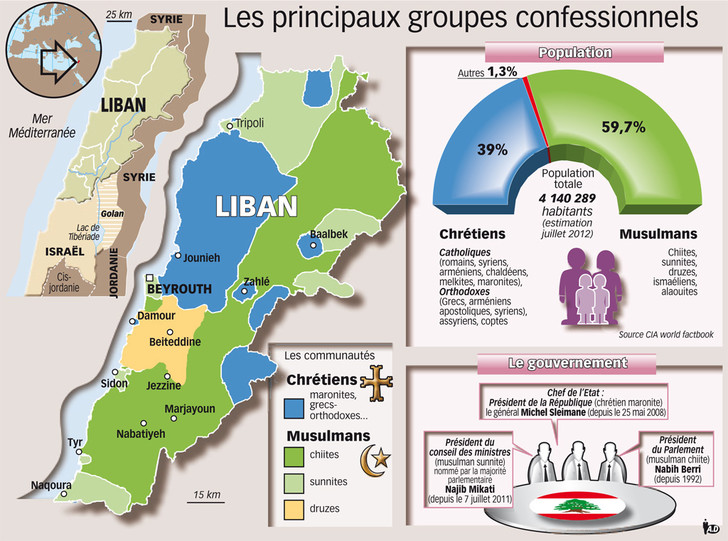 Les principaux groupes confessionnels
25 km
SYRIE
Mer
Méditerranée
LIBAN
SYRIE
Golan
Lac de
Tibériade
ISRAËL
Cis-
jordanie
JORDANIE
Tripoli
LIBAN
Baalbek
Jounieh
Zahlé
BEYROUTH
Damour
Beiteddine
Sidon
Jezzine
Marjayoun
Nabatiyeh
Tyr
Naqoura
15 km
Les communautés
Chrétiens
maronites,
grecs-
orthodoxes...
Musulmans
chiites
sunnites
druzes
Population
Autres 1,3%
39%
59,7%
Population
totale
4 140 289
habitants
(estimation
juillet 2012)
Chrétiens
Catholiques
(romains, syriens,
arméniens, chaldéens,
melkites, maronites),
Orthodoxes
(Grecs, arméniens
apostoliques, syriens),
assyriens, coptes
Musulmans
Chiites,
sunnites,
druzes,
ismaéliens,
alaouites
Source CIA world factbook
Le gouvernement
Chef de l'Etat :
Président de la République (chrétien maronite)
le général Michel Sleimane (depuis le 25 mai 2008)
Président du
conseil des ministres
(musulman sunnite)
nommé par la majorité
parlementaire
Najib Mikati
(depuis le 7 juillet 2011)
Président
du Parlement
(musulman chiite)
Nabih Berri
(depuis 1992)
A.D